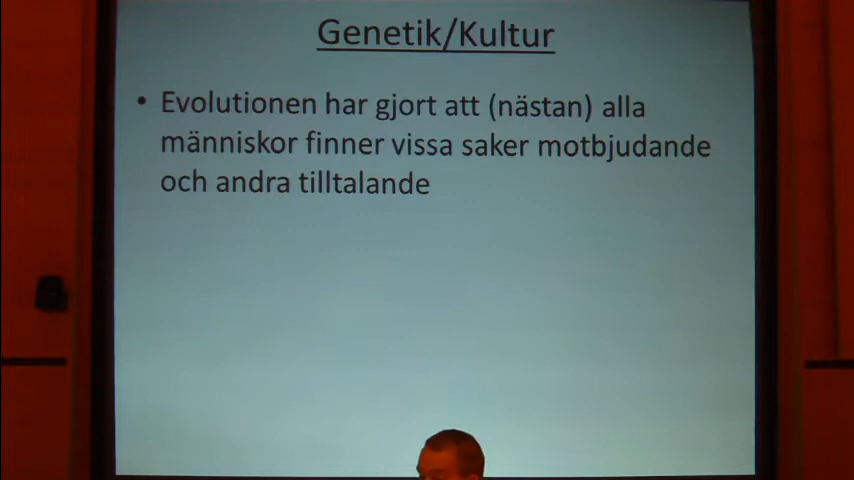 Genetik/Kultur
• Evolutionen har gjort att (nästan) alla
människor finner vissa saker motbjudande
och andra tilltalande